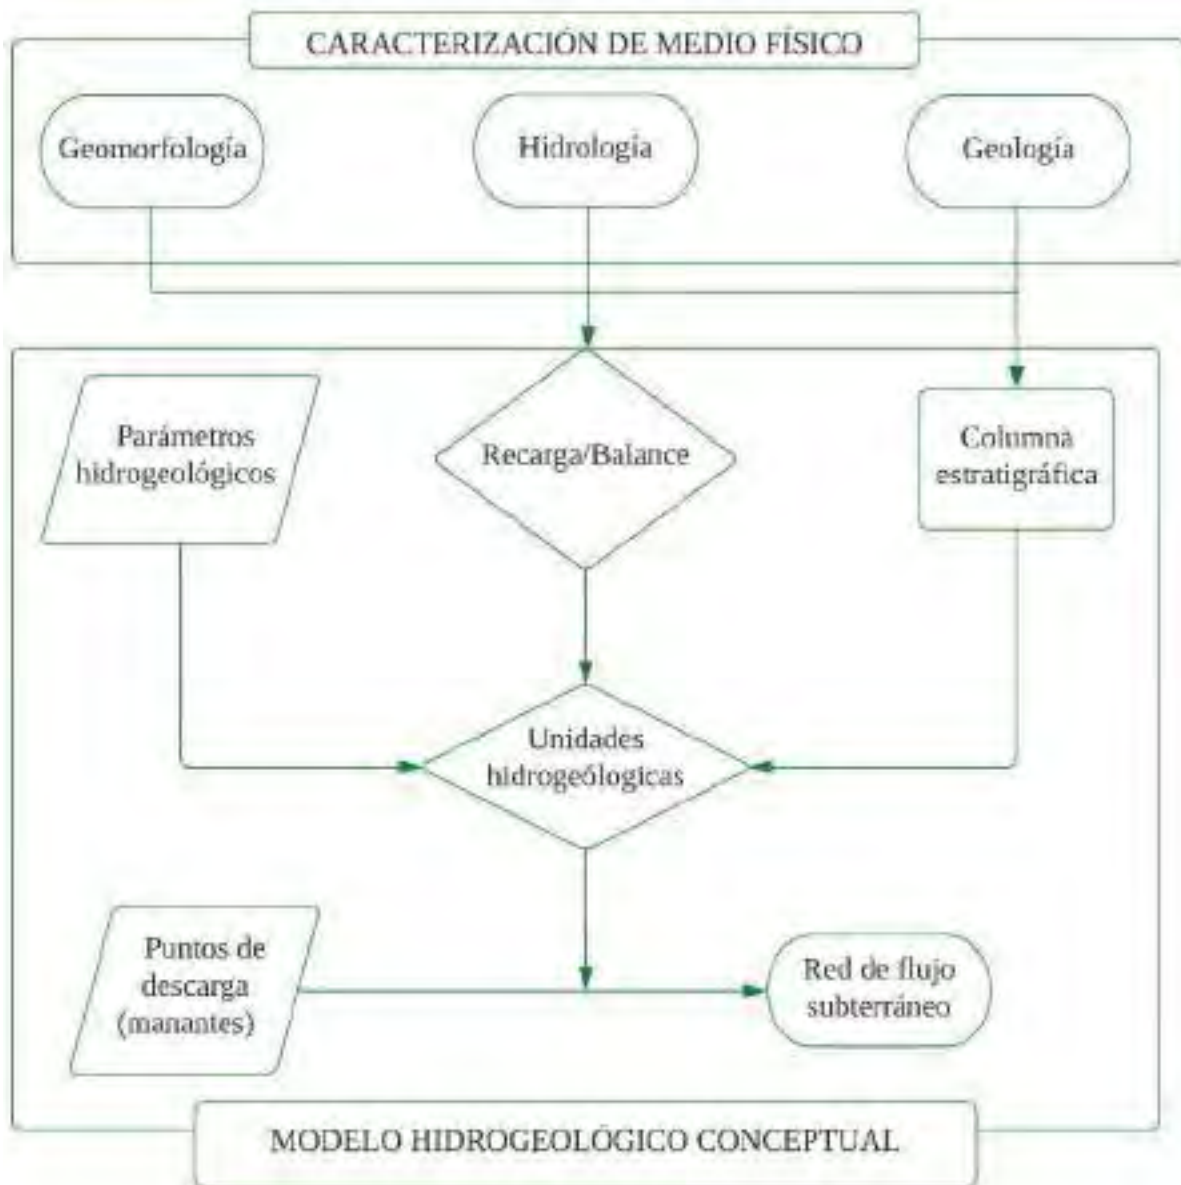 CARACTERIZACIÓN DE MEDIO FÍSICO
Geomorfología
Hidrología
Geología
Parámetros
hidrogeológicos
Recarga/Balance
Columna
estratigráfica
Unidades
hidrogeólogicas
Puntos de
descarga
(manantes)
Red de flujo
subterráneo
MODELO HIDROGEOLÓGICO CONCEPTUAL